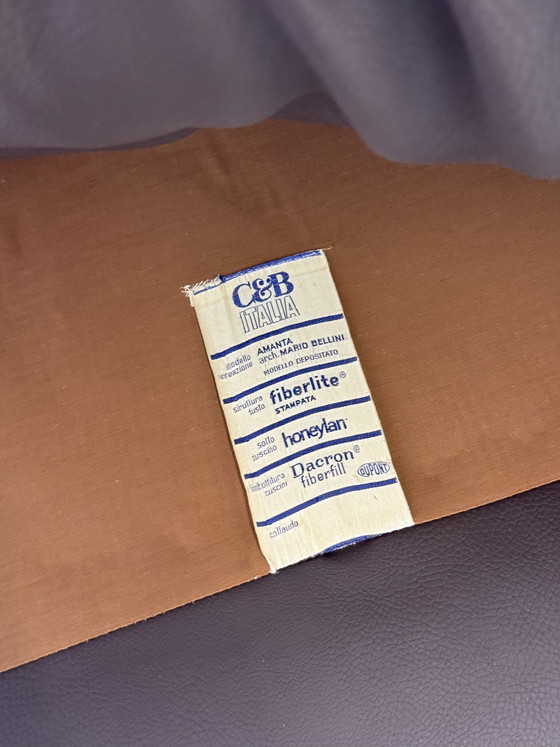 C&B
ITALIA
modello AMANTA
creazione arch. MARIO BELLINI
MODELLO DEPOSITATO
struttura fusto fiberlite®
STAMPATA
sotto cuscino honeylan
imbottitura cuscini Dacron®
fiberfill
DUPONT
collaudo